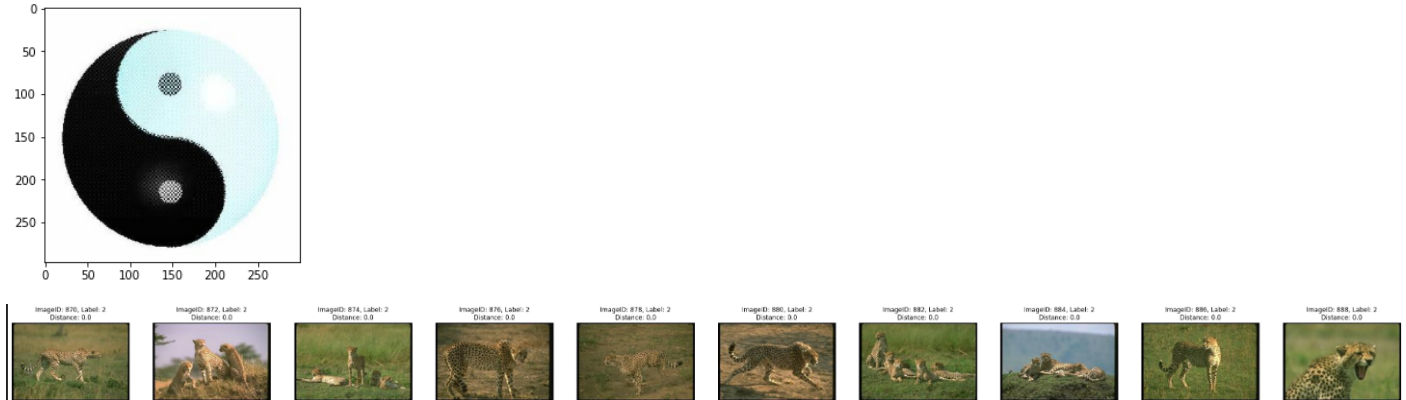 0
50
100
150
200
250
0 50 100 150 200 250
ImageID: 870, Label: 2
Distance: 0.0
ImageID: 872, Label: 2
Distance: 0.0
ImageID: 874, Label: 2
Distance: 0.0
ImageID: 876, Label: 2
Distance: 0.0
ImageID: 878, Label: 2
Distance: 0.0
ImageID: 880, Label: 2
Distance: 0.0
ImageID: 882, Label: 2
Distance: 0.0
ImageID: 884, Label: 2
Distance: 0.0
ImageID: 886, Label: 2
Distance: 0.0
ImageID: 888, Label: 2
Distance: 0.0